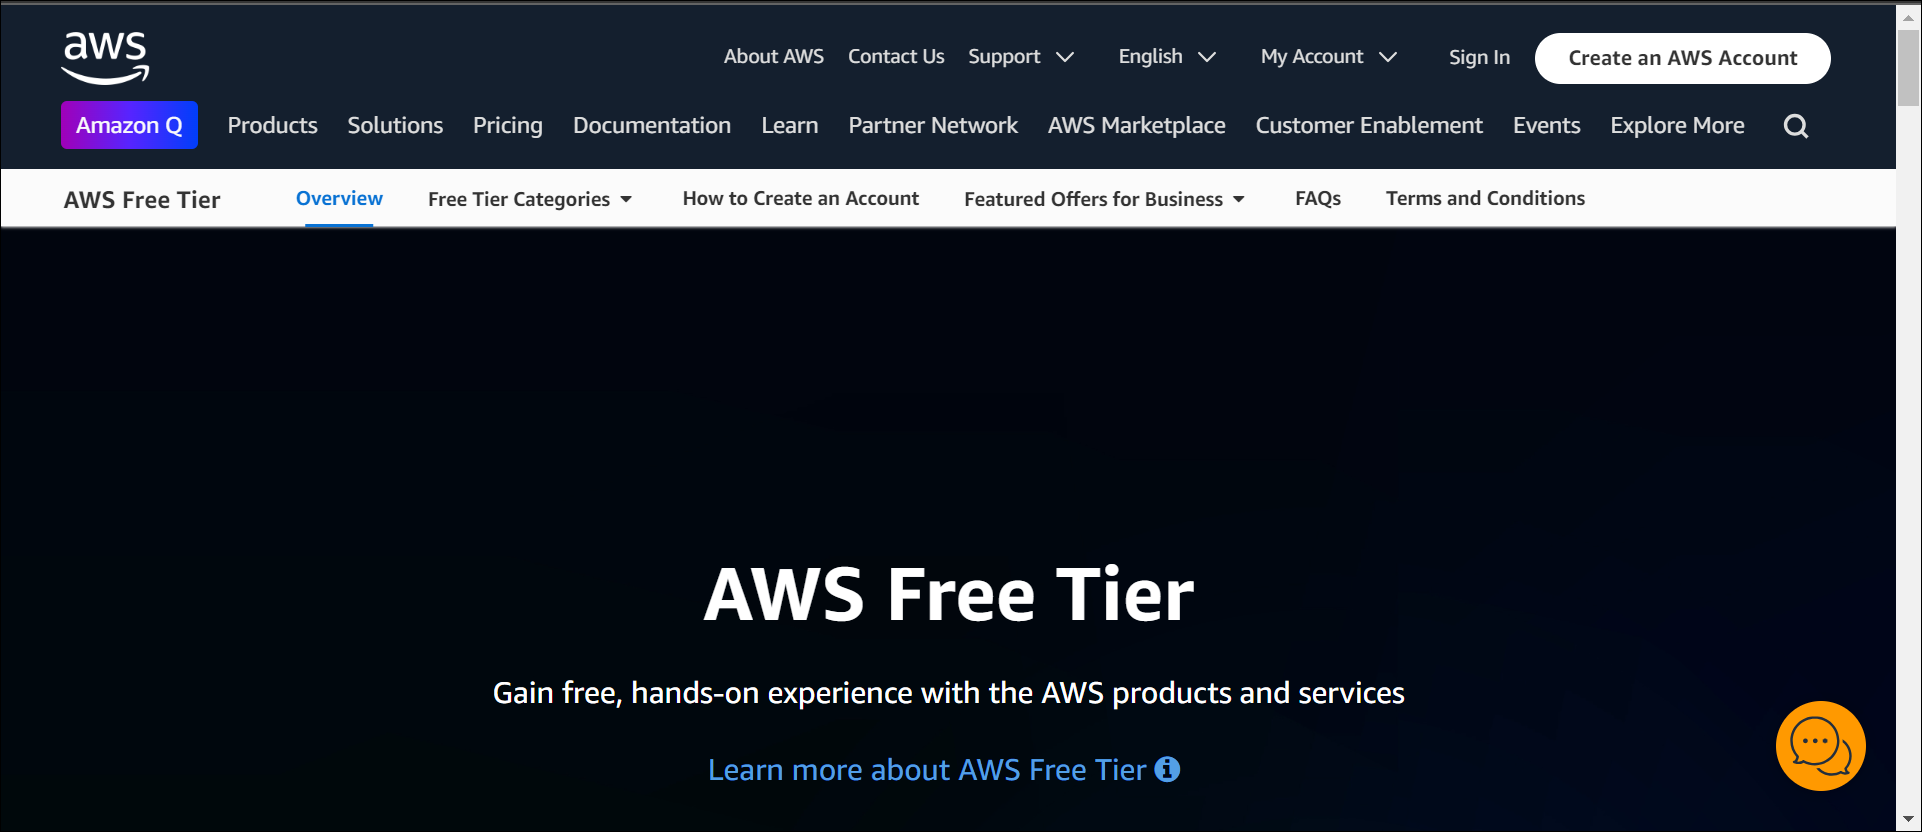 aws
About AWS Contact Us Support English My Account Sign In Create an AWS Account
Amazon Q Products Solutions Pricing Documentation Learn Partner Network AWS Marketplace Customer Enablement Events Explore More
AWS Free Tier Overview Free Tier Categories How to Create an Account Featured Offers for Business FAQs Terms and Conditions
AWS Free Tier
Gain free, hands-on experience with the AWS products and services
Learn more about AWS Free Tier